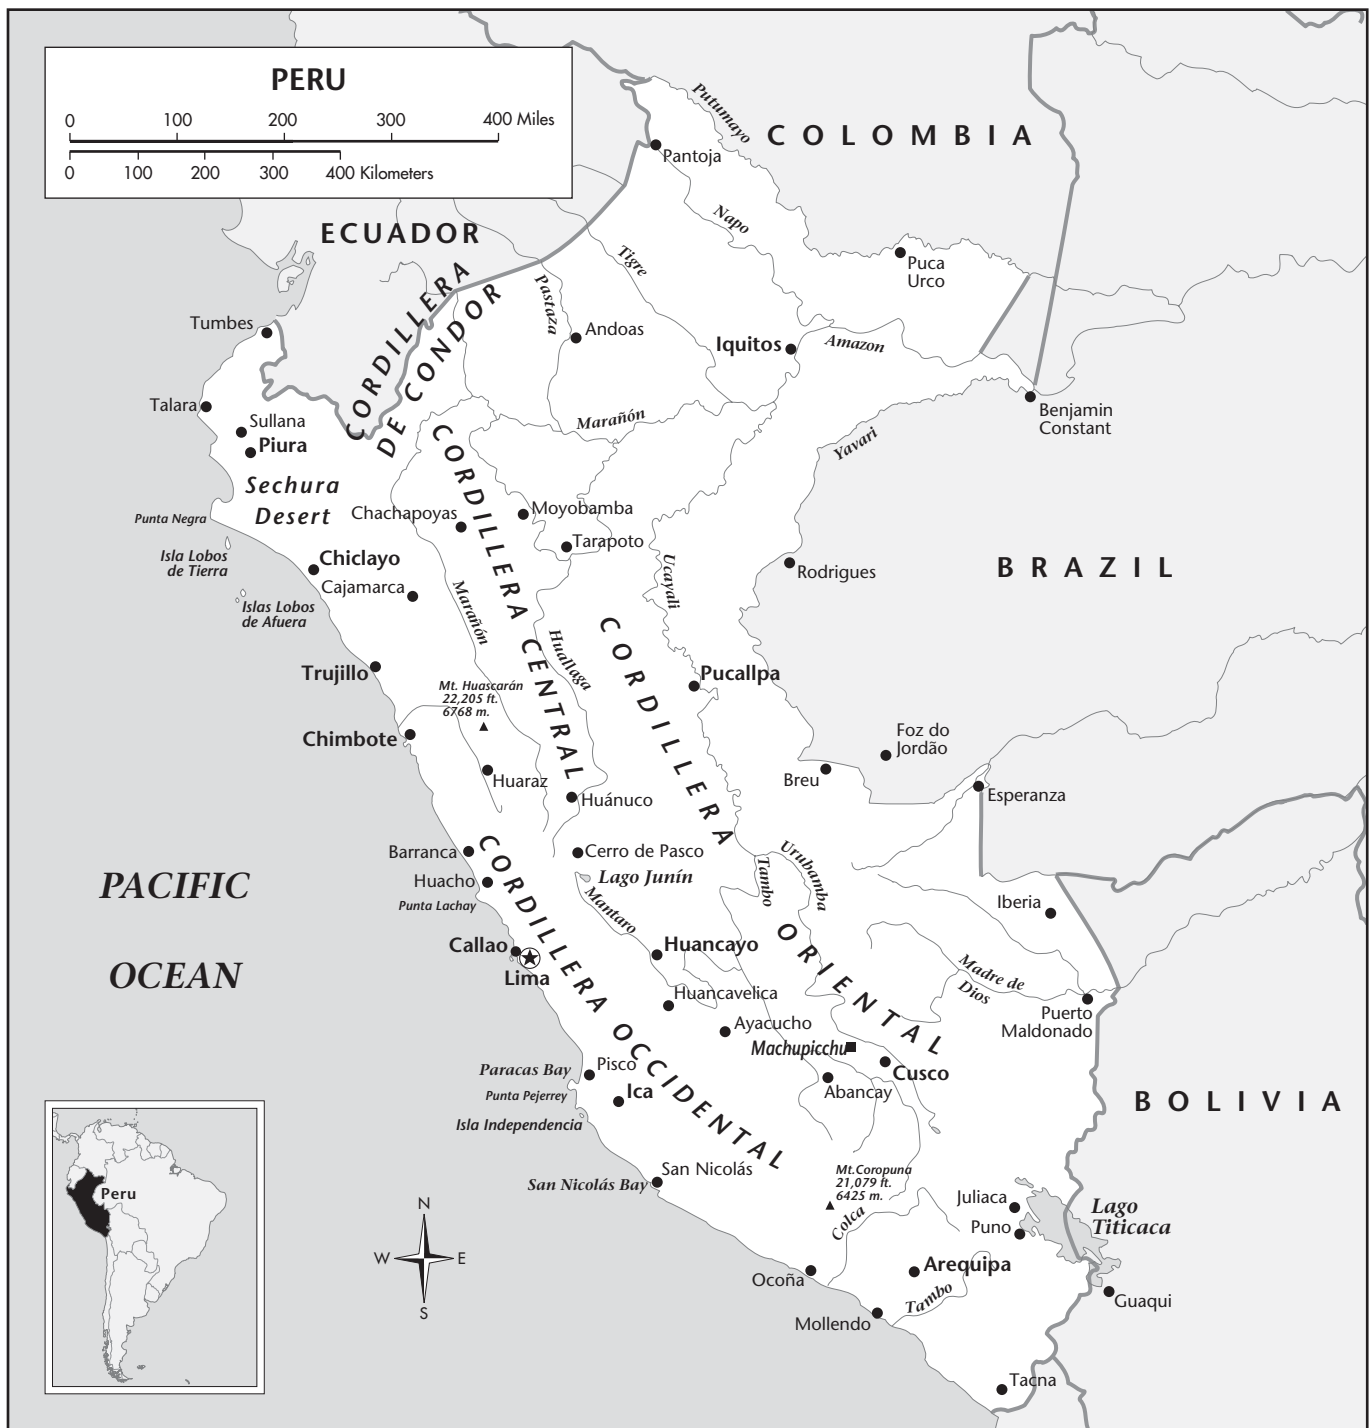 PERU
0 100 200 300 400 Miles
0 100 200 300 400 Kilometers
Putumayo
COLOMBIA
Pantoja
Napo
ECUADOR
Tigre
Puca
Urco
CORDILLERA
DE CONDOR
Pastaza
Tumbes
Andoas
Iquitos
Amazon
Talara
Sullana
Piura
Marañón
Benjamin
Constant
Yavari
Sechura
Desert
Punta Negra
Chachapoyas
Moyobamba
Tarapoto
Isla Lobos
de Tierra
Chiclayo
Cajamarca
Islas Lobos
de Afuera
Marañón
CORDILLERA CENTRAL
Huallaga
Ucayali
Rodrigues
BRAZIL
Trujillo
Mt. Huascarán
22,205 ft.
6768 m.
Pucallpa
CORDILLERA
ORIENTAL
Chimbote
Huaraz
Huánuco
Foz do
Jordão
Breu
Esperanza
Barranca
Huacho
Punta Lachay
Cerro de Pasco
Lago Junín
Mantaro
Tambo
Urubamba
Iberia
PACIFIC
OCEAN
Callao
Lima
CORDILLERA OCCIDENTAL
Huancayo
Huancavelica
Ayacucho
Madre de
Dios
Puerto
Maldonado
Machupicchu
Cusco
Abancay
Paracas Bay
Pisco
Punta Pejerrey
Ica
Isla Independencia
BOLIVIA
San Nicolás
San Nicolás Bay
Mt.Coropuna
21,079 ft.
6425 m.
Colca
Juliaca
Puno
Lago
Titicaca
Ocoña
Arequipa
Tambo
Mollendo
Guaqui
Tacna
Peru
N
W E
S